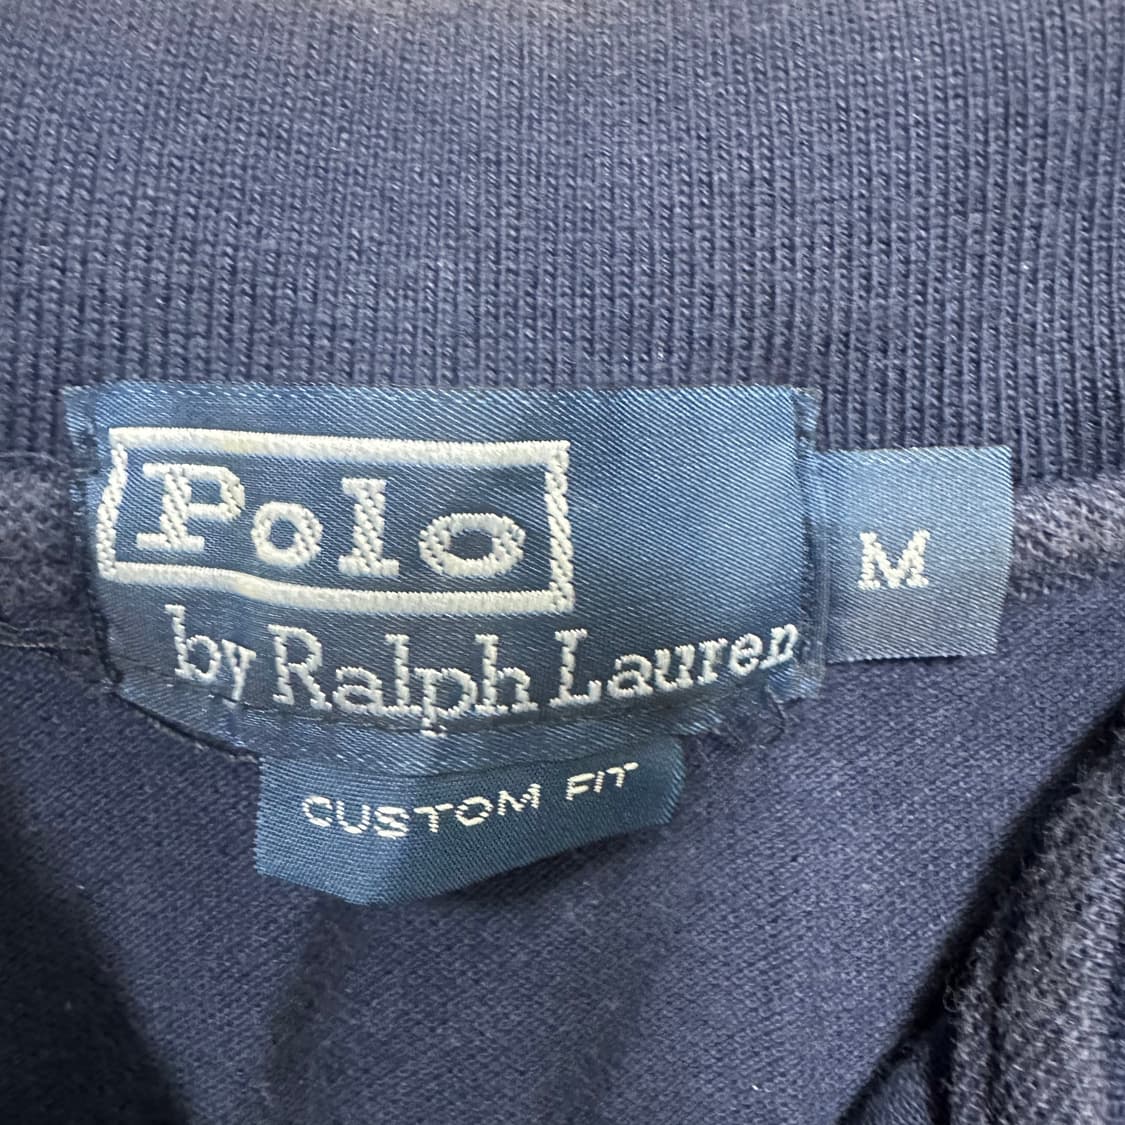 Polo
by Ralph Lauren
M
CUSTOM FIT